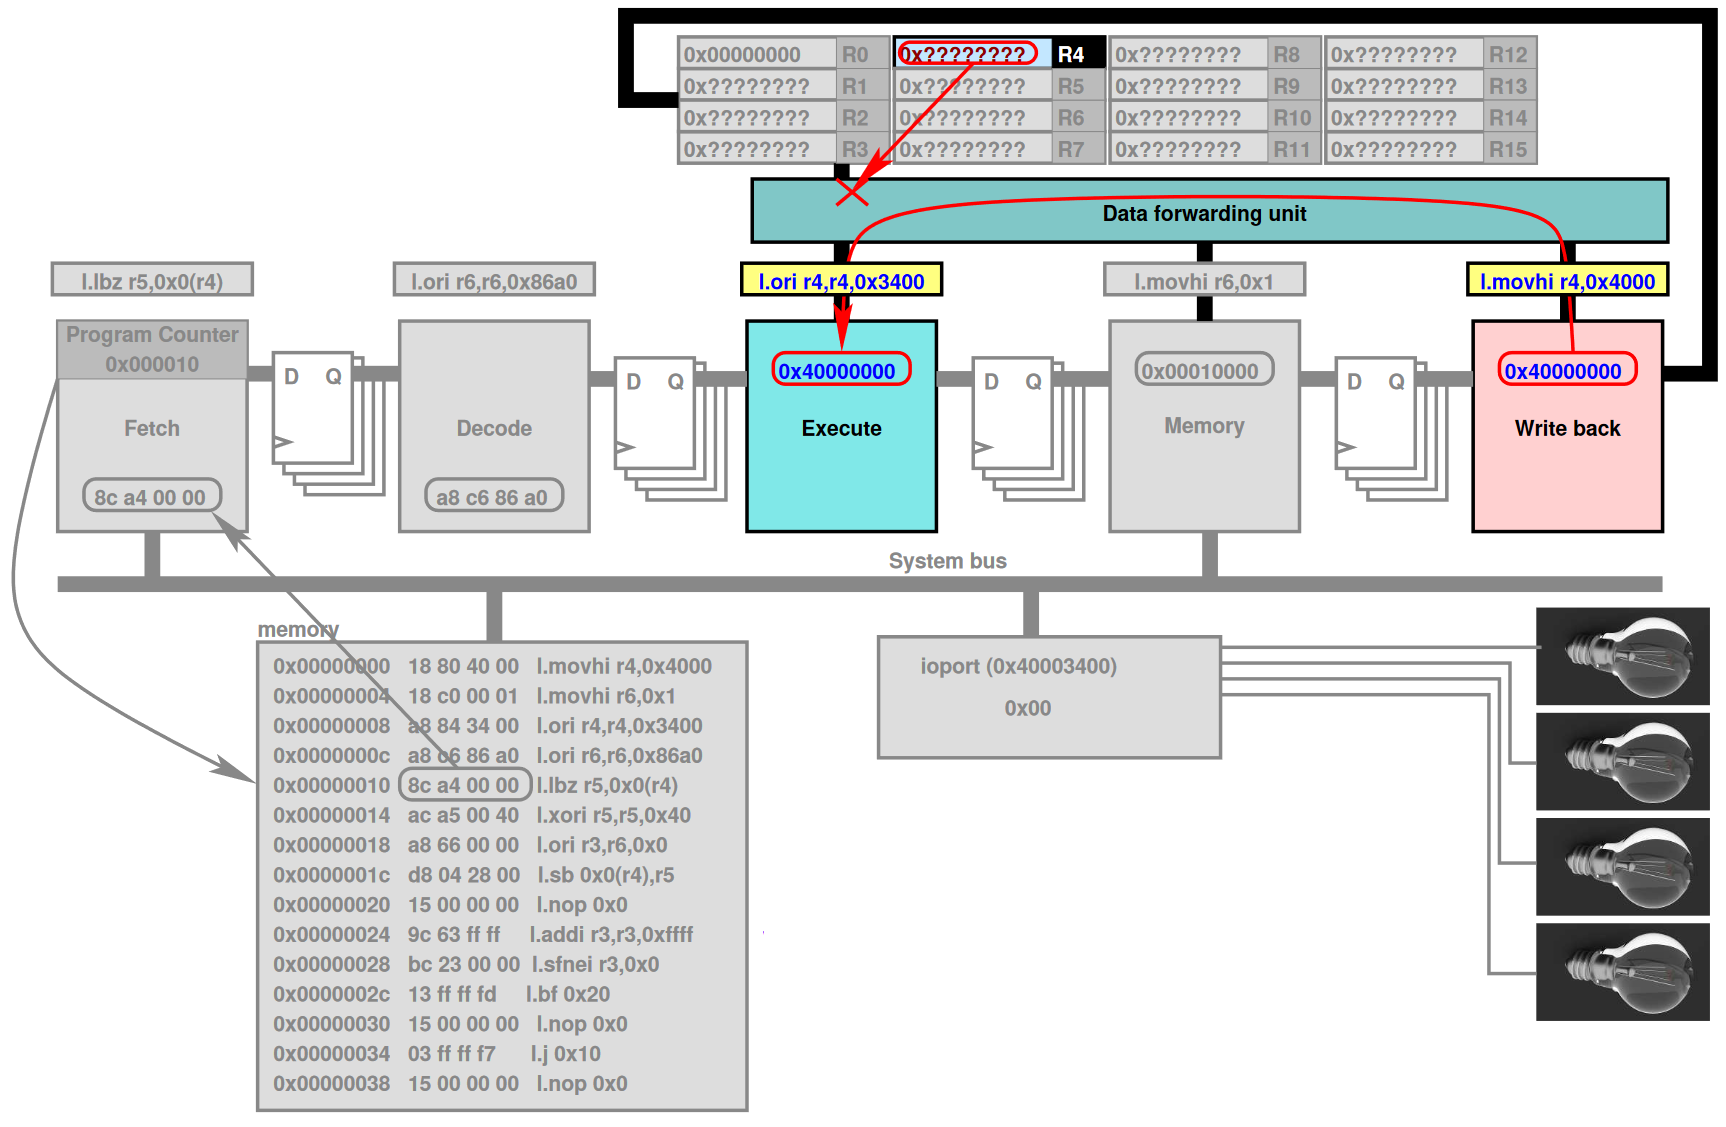 0x00000000 R0 0x???????? R4 0x???????? R8 0x???????? R12
0x???????? R1 0x???????? R5 0x???????? R9 0x???????? R13
0x???????? R2 0x???????? R6 0x???????? R10 0x???????? R14
0x???????? R3 0x???????? R7 0x???????? R11 0x???????? R15
Data forwarding unit
l.lbz r5,0x0(r4) l.ori r6,r6,0x86a0 l.ori r4,r4,0x3400 l.movhi r6,0x1 l.movhi r4,0x4000
Program Counter
0x000010
D Q D Q D Q D Q
0x40000000 0x00010000 0x40000000
Fetch Decode Execute Memory Write back
8c a4 00 00 a8 c6 86 a0
System bus
memory
0x00000000 18 80 40 00 l.movhi r4,0x4000
0x00000004 18 c0 00 01 l.movhi r6,0x1
0x00000008 a8 84 34 00 l.ori r4,r4,0x3400
0x0000000c a8 c6 86 a0 l.ori r6,r6,0x86a0
0x00000010 8c a4 00 00 l.lbz r5,0x0(r4)
0x00000014 ac a5 00 40 l.xori r5,r5,0x40
0x00000018 a8 66 00 00 l.ori r3,r6,0x0
0x0000001c d8 04 28 00 l.sb 0x0(r4),r5
0x00000020 15 00 00 00 l.nop 0x0
0x00000024 9c 63 ff ff l.addi r3,r3,0xffff
0x00000028 bc 23 00 00 l.sfnei r3,0x0
0x0000002c 13 ff ff fd l.bf 0x20
0x00000030 15 00 00 00 l.nop 0x0
0x00000034 03 ff ff f7 l.j 0x10
0x00000038 15 00 00 00 l.nop 0x0
ioport (0x40003400)
0x00